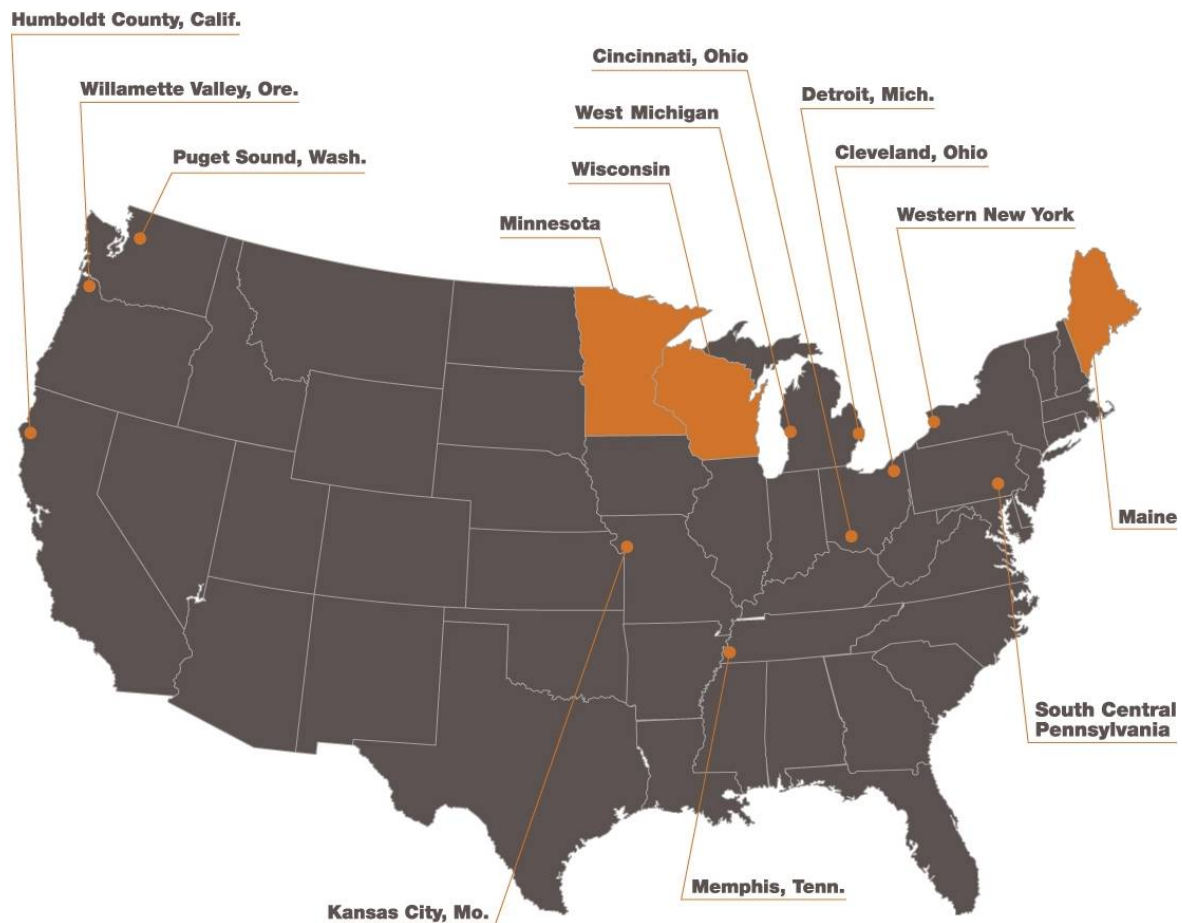 Humboldt County, Calif.
Willamette Valley, Ore.
Puget Sound, Wash.
Cincinnati, Ohio
Detroit, Mich.
West Michigan
Cleveland, Ohio
Wisconsin
Western New York
Minnesota
Maine
South Central
Pennsylvania
Memphis, Tenn.
Kansas City, Mo.